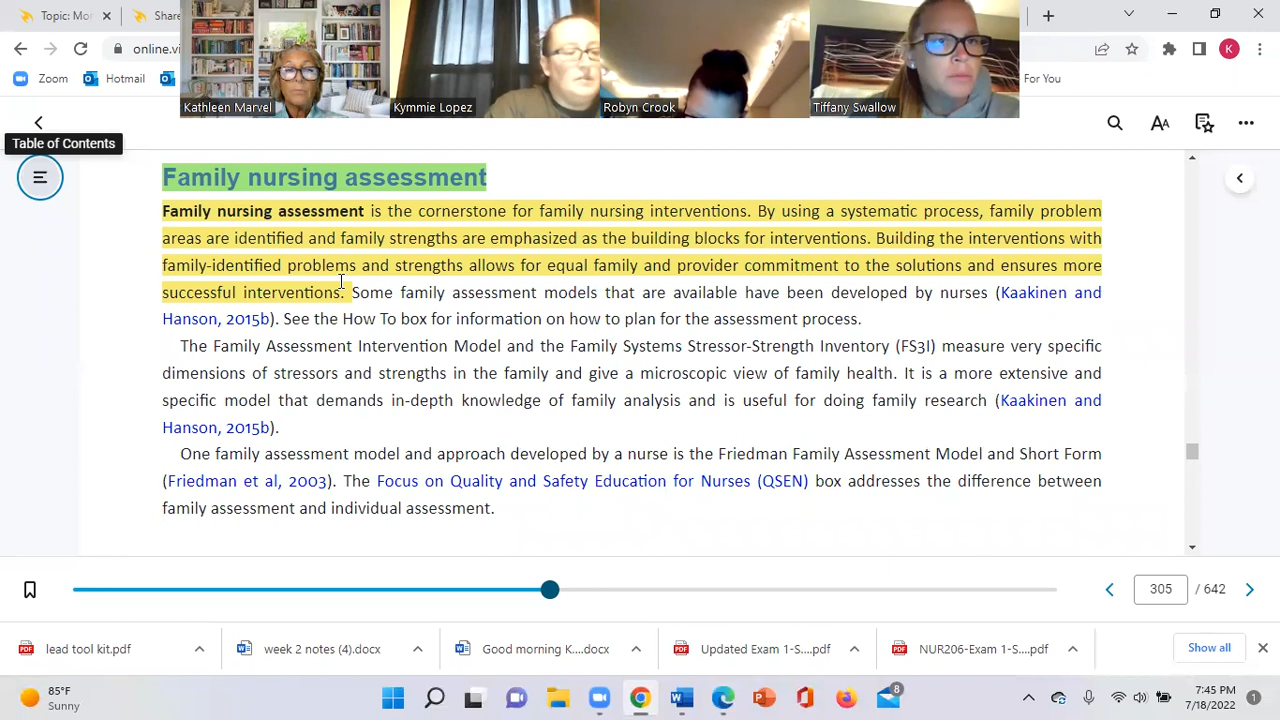 Topic: Mo
Share
online.vi
Zoom
Hotmail
For You
Kathleen Marvel
Kymmie Lopez
Robyn Crook
Tiffany Swallow
K
Table of Contents
AA
Family nursing assessment
Family nursing assessment is the cornerstone for family nursing interventions. By using a systematic process, family problem
areas are identified and family strengths are emphasized as the building blocks for interventions. Building the interventions with
family-identified problems and strengths allows for equal family and provider commitment to the solutions and ensures more
successful interventions. Some family assessment models that are available have been developed by nurses (Kaakinen and
Hanson, 2015b). See the How To box for information on how to plan for the assessment process.
The Family Assessment Intervention Model and the Family Systems Stressor-Strength Inventory (FS3I) measure very specific
dimensions of stressors and strengths in the family and give a microscopic view of family health. It is a more extensive and
specific model that demands in-depth knowledge of family analysis and is useful for doing family research (Kaakinen and
Hanson, 2015b).
One family assessment model and approach developed by a nurse is the Friedman Family Assessment Model and Short Form
(Friedman et al, 2003). The Focus on Quality and Safety Education for Nurses (QSEN) box addresses the difference between
family assessment and individual assessment.
305 / 642
lead tool kit.pdf
week 2 notes (4).docx
Good morning K....docx
Updated Exam 1-S....pdf
NUR206-Exam 1-S....pdf
Show all
85°F
Sunny
8
7:45 PM
7/18/2022
1